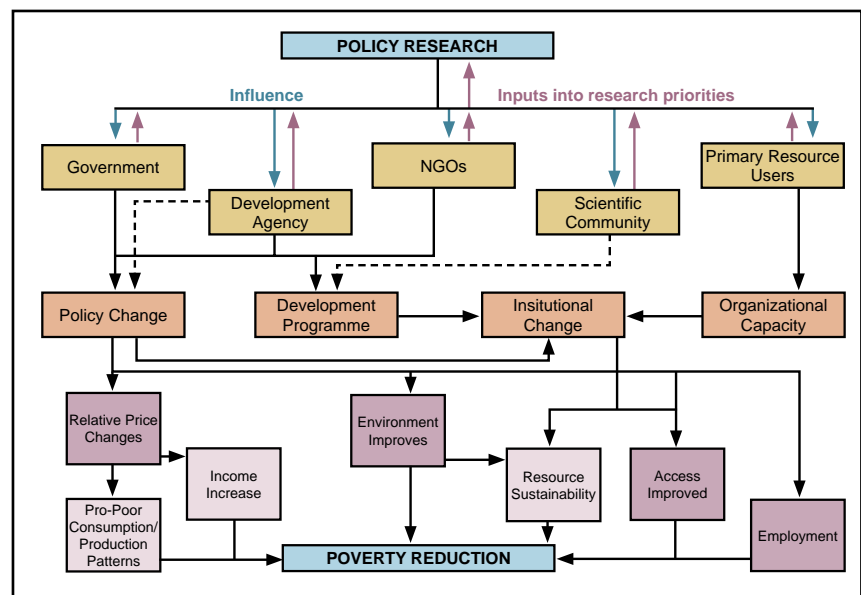 POLICY RESEARCH
Influence
Inputs into research priorities
Government
Development
Agency
NGOs
Scientific
Community
Primary Resource
Users
Policy Change
Development
Programme
Insitutional
Change
Organizational
Capacity
Relative Price
Changes
Income
Increase
Environment
Improves
Resource
Sustainability
Access
Improved
Employment
Pro-Poor
Consumption/
Production
Patterns
POVERTY REDUCTION